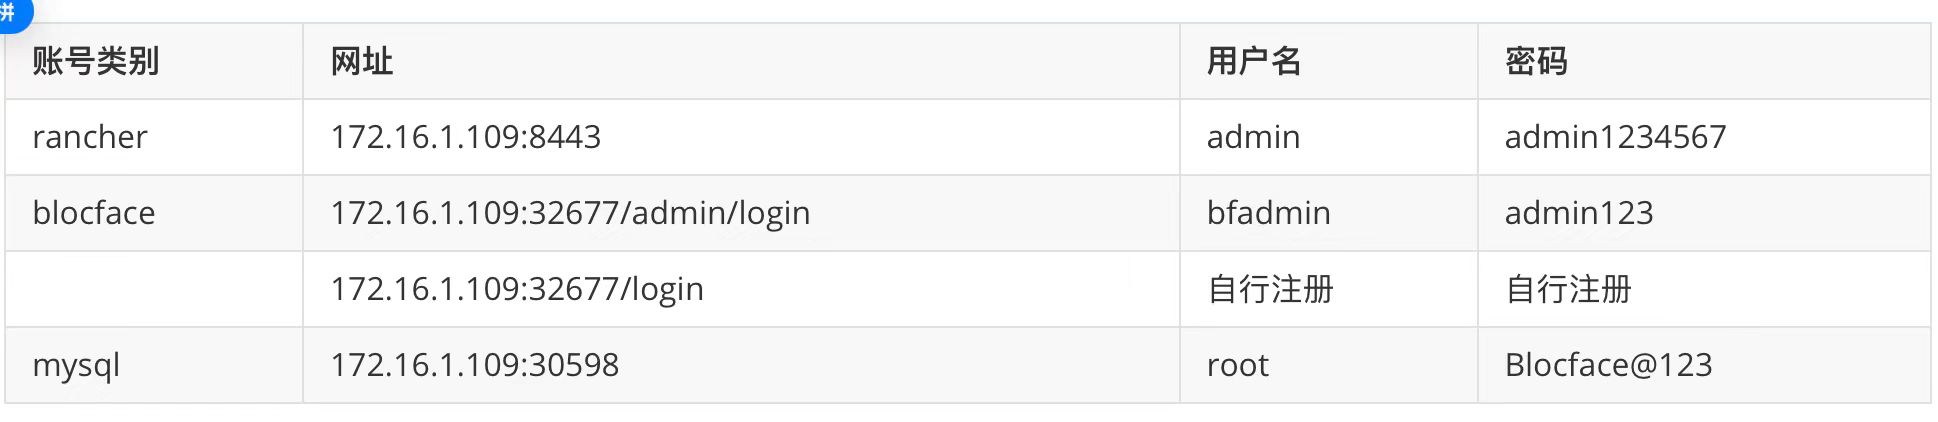 拼
账号类别 网址 用户名 密码
rancher 172.16.1.109:8443 admin admin1234567
blocface 172.16.1.109:32677/admin/login bfadmin admin123
172.16.1.109:32677/login 自行注册 自行注册
mysql 172.16.1.109:30598 root Blocface@123